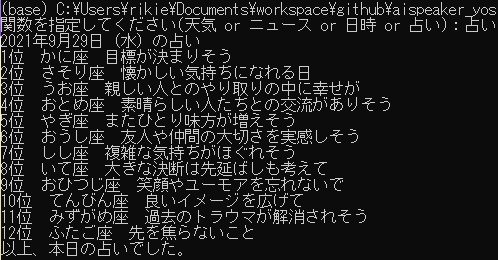 (base) C:¥Users¥rikie¥Documents¥workspace¥github¥aispeaker_yos
関数を指定してください(天気 or ニュース or 日時 or 占い)：占い
2021年9月29日（水）の占い
1位　かに座　目標が決まりそう
2位　さそり座　懐かしい気持ちになれる日
3位　うお座　親しい人とのやり取りの中に幸せが
4位　おとめ座　素晴らしい人たちとの交流がありそう
5位　やぎ座　またひとり味方が増えそう
6位　おうし座　友人や仲間の大切さを実感しそう
7位　しし座　複雑な気持ちがほぐれそう
8位　いて座　大きな決断は先延ばしも考えて
9位　おひつじ座　笑顔やユーモアを忘れないで
10位　てんびん座　良いイメージを広げて
11位　みずがめ座　過去のトラウマが解消されそう
12位　ふたご座　先を焦らないこと
以上、本日の占いでした。